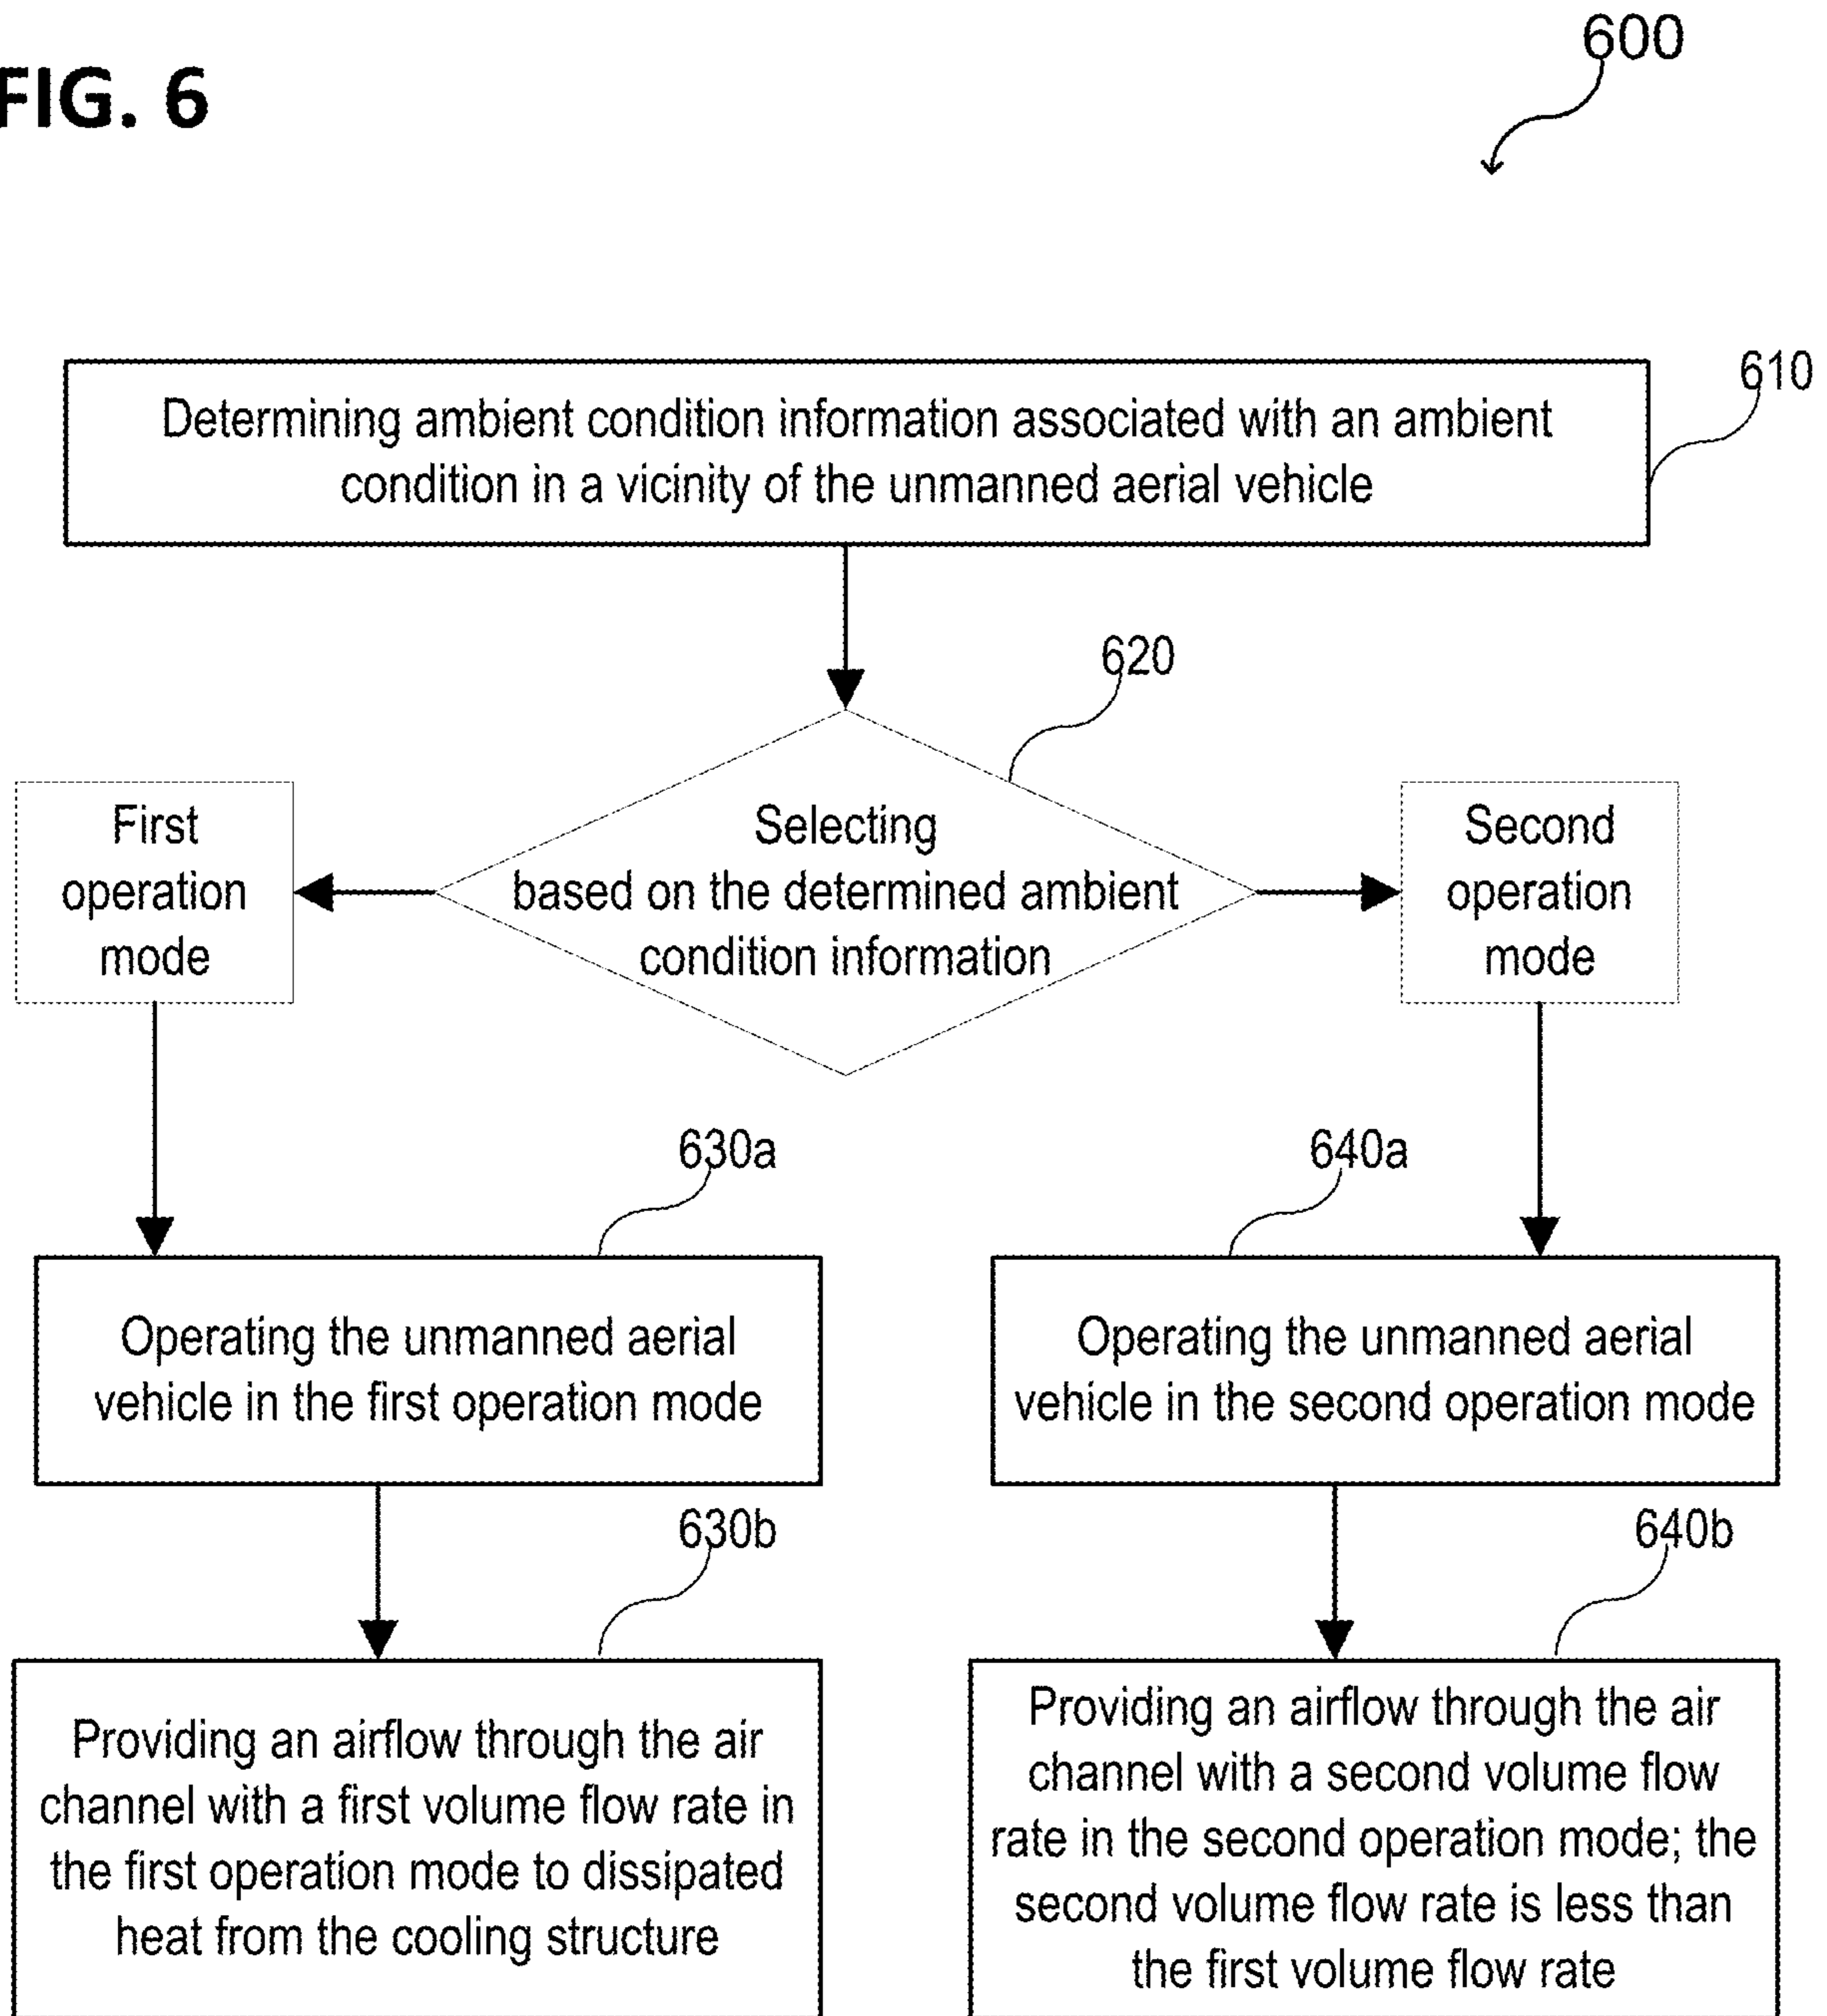 FIG. 6
600
610
Determining ambient condition information associated with an ambient
condition in a vicinity of the unmanned aerial vehicle
620
First
operation
mode
Selecting
based on the determined ambient
condition information
Second
operation
mode
630a
640a
Operating the unmanned aerial
vehicle in the first operation mode
Operating the unmanned aerial
vehicle in the second operation mode
630b
640b
Providing an airflow through the air
channel with a first volume flow rate in
the first operation mode to dissipated
heat from the cooling structure
Providing an airflow through the air
channel with a second volume flow
rate in the second operation mode; the
second volume flow rate is less than
the first volume flow rate